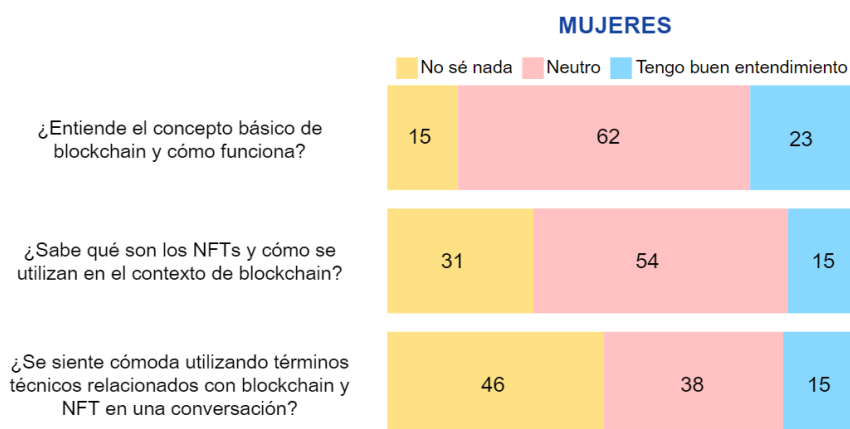 MUJERES
No sé nada Neutro Tengo buen entendimiento
¿Entiende el concepto básico de
blockchain y cómo funciona?
15 62 23
¿Sabe qué son los NFTs y cómo se
utilizan en el contexto de blockchain?
31 54 15
¿Se siente cómoda utilizando términos
técnicos relacionados con blockchain y
NFT en una conversación?
46 38 15